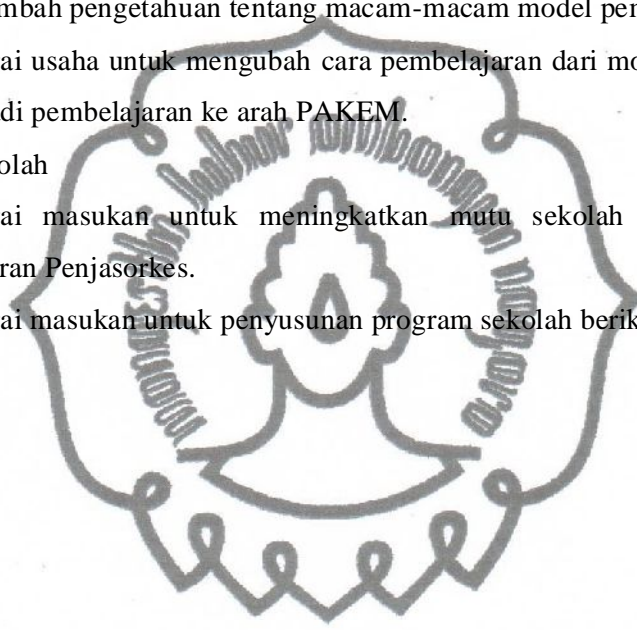 mbah pengetahuan tentang macam-macam model per
ai usaha untuk mengubah cara pembelajaran dari mo
di pembelajaran ke arah PAKEM.
olah
ai masukan untuk meningkatkan mutu sekolah
ran Penjasorkes.
ai masukan untuk penyusunan program sekolah berik